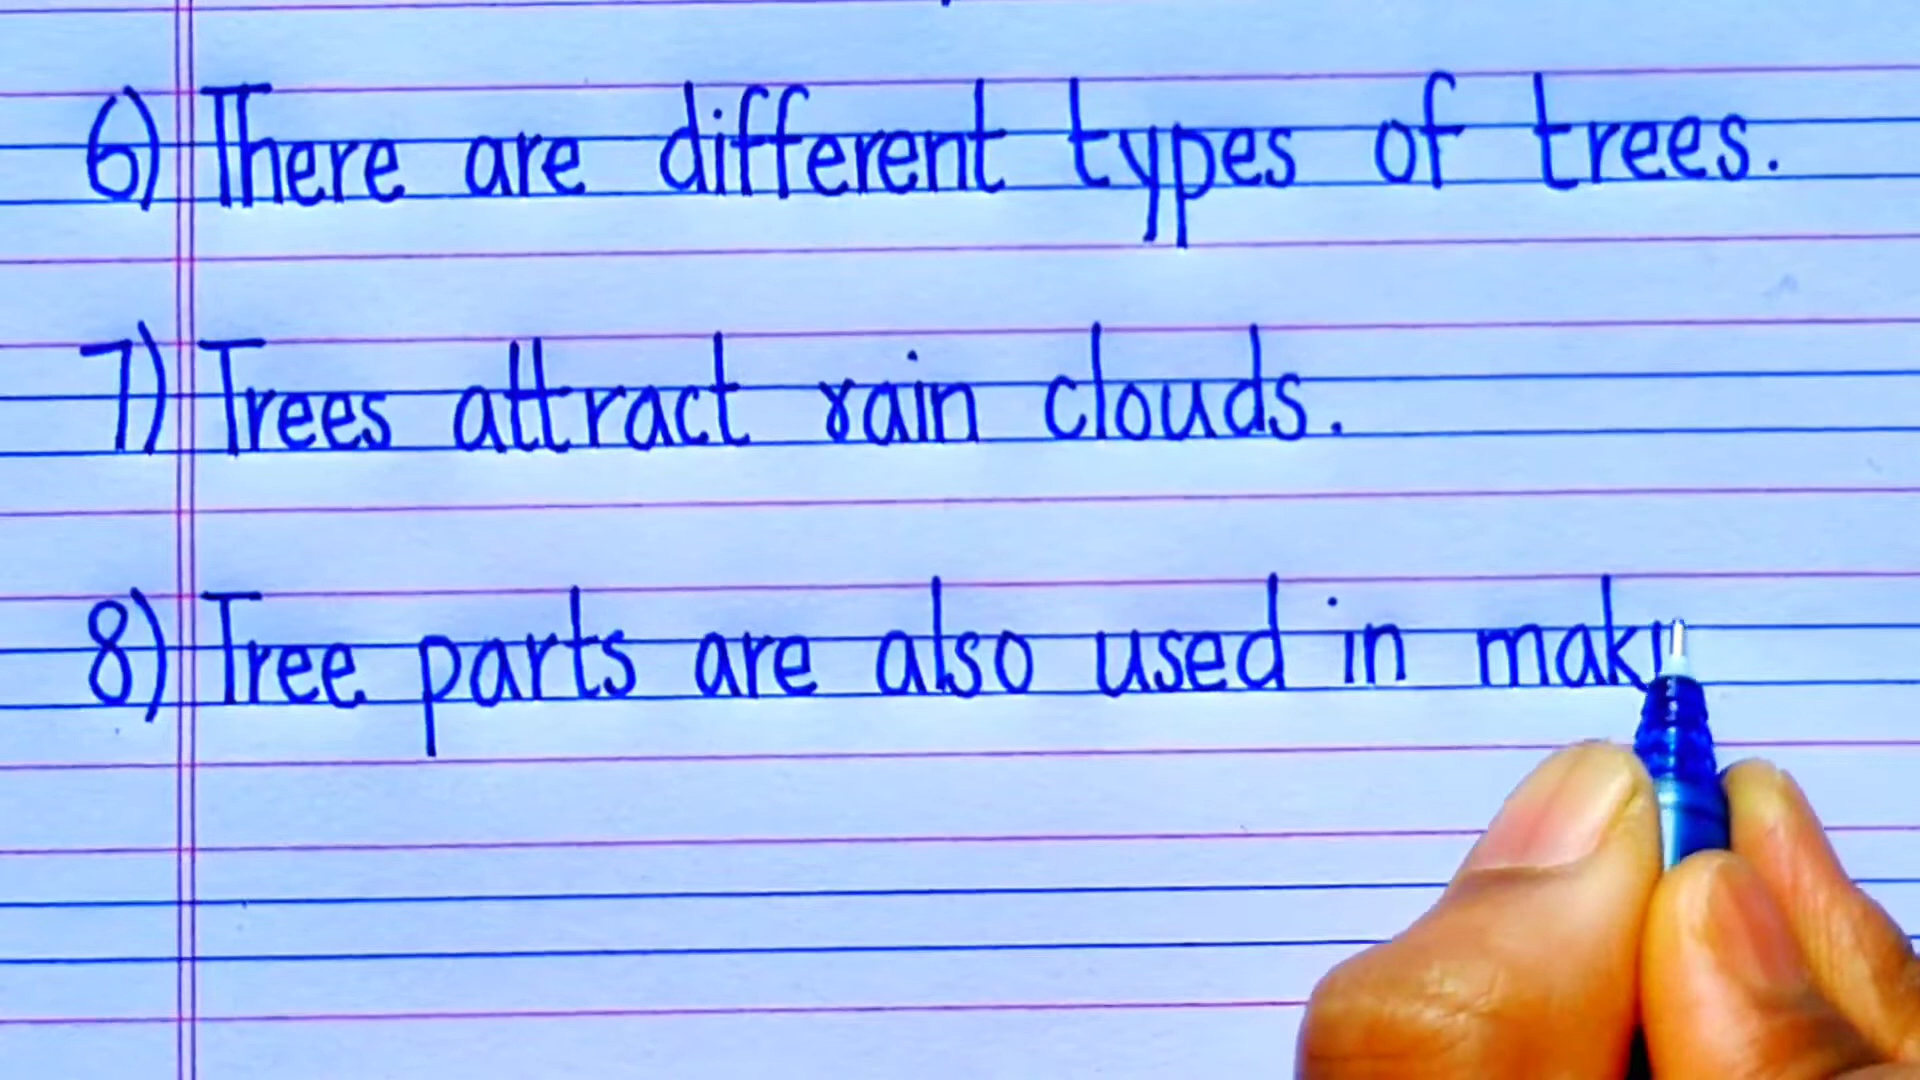 6) There are different types of trees.
7) Trees attract rain clouds.
8) Tree parts are also used in mak